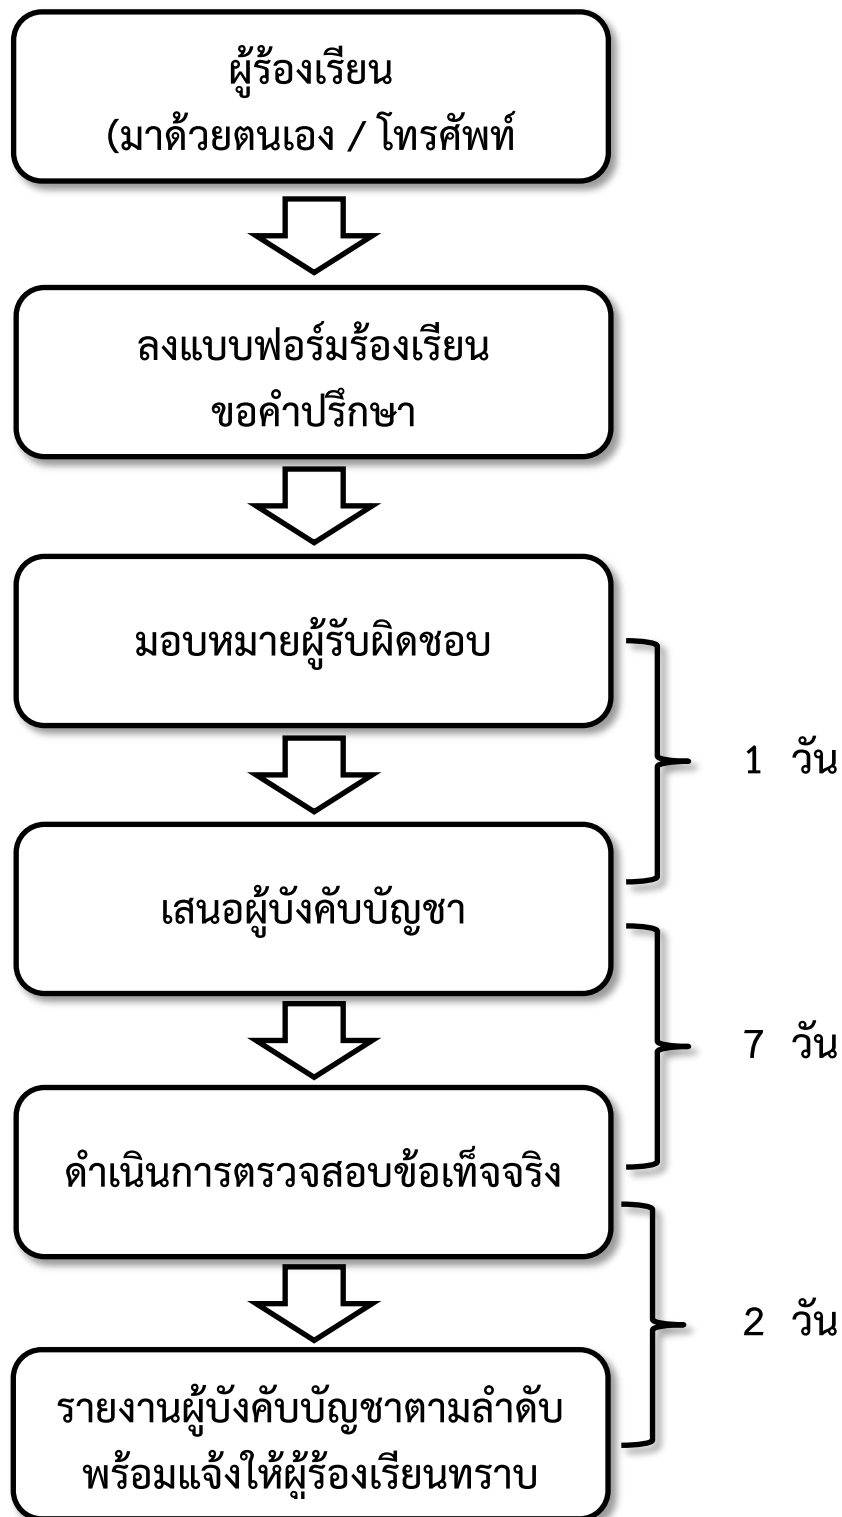 ผู้ร้องเรียน
(มาด้วยตนเอง / โทรศัพท์
ลงแบบฟอร์มร้องเรียน
ขอคำปรึกษา
มอบหมายผู้รับผิดชอบ
1 วัน
เสนอผู้บังคับบัญชา
7 วัน
ดำเนินการตรวจสอบข้อเท็จจริง
2 วัน
รายงานผู้บังคับบัญชาตามลำดับ
พร้อมแจ้งให้ผู้ร้องเรียนทราบ